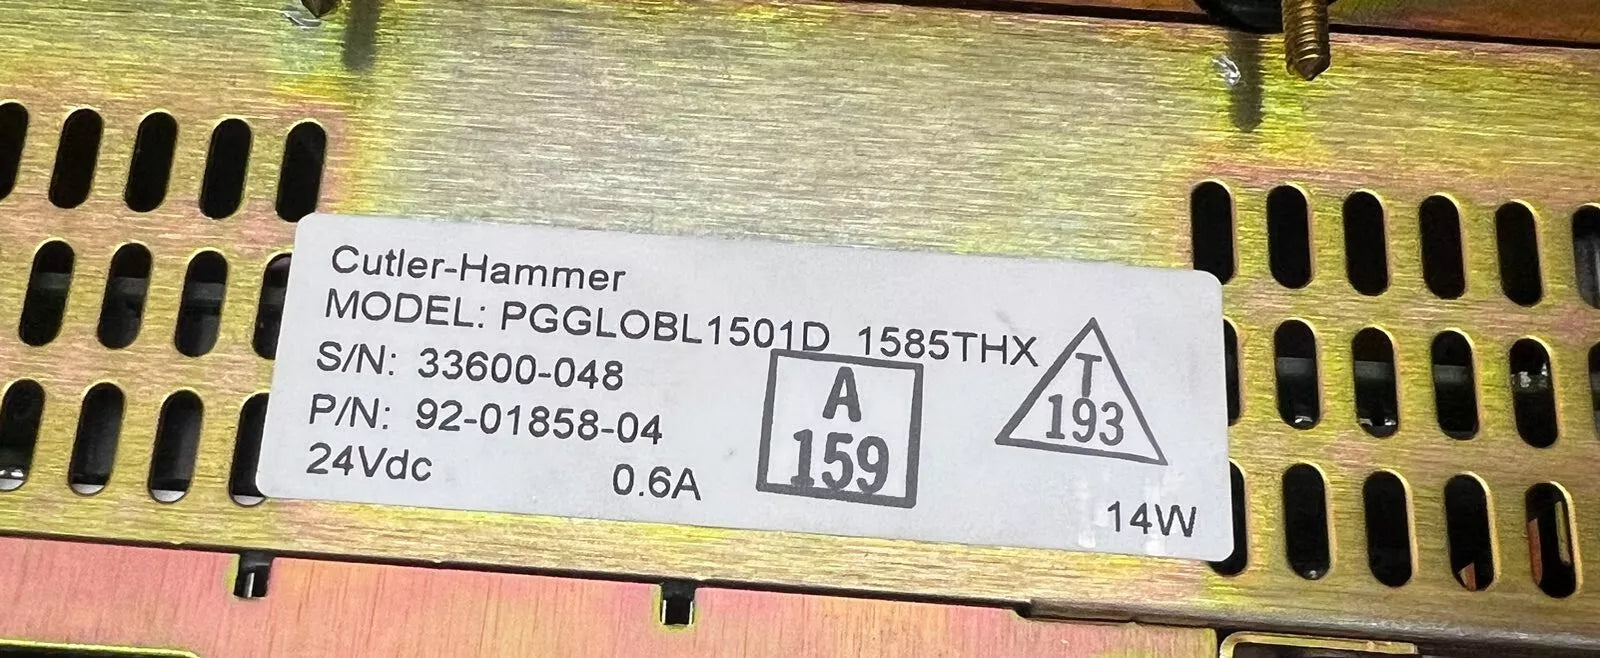 Cutler-Hammer
MODEL: PGGLOBL1501D 1585THX
S/N: 33600-048
P/N: 92-01858-04
24Vdc 0.6A
A
159
T
193
14W